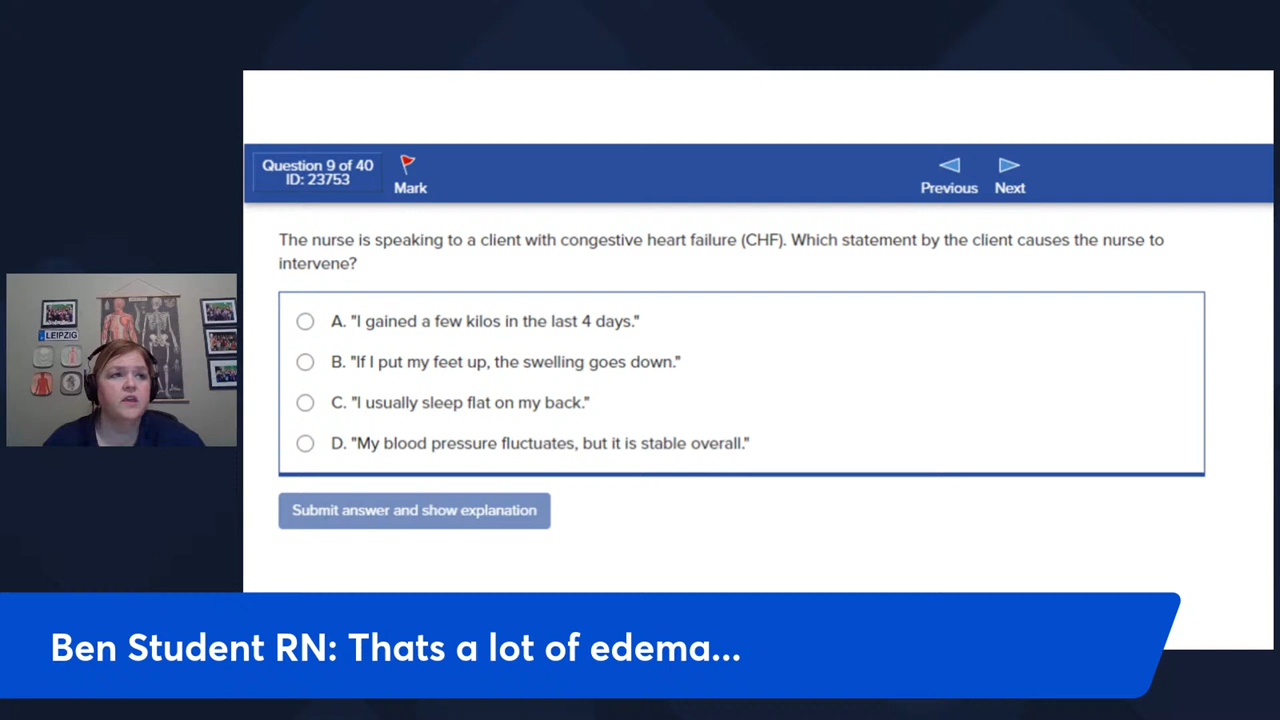 Question 9 of 40
ID: 23753
Mark
Previous
Next
The nurse is speaking to a client with congestive heart failure (CHF). Which statement by the client causes the nurse to
intervene?
A. "I gained a few kilos in the last 4 days."
B. "If I put my feet up, the swelling goes down."
C. "I usually sleep flat on my back."
D. "My blood pressure fluctuates, but it is stable overall."
Submit answer and show explanation
LEIPZIG
Ben Student RN: Thats a lot of edema...